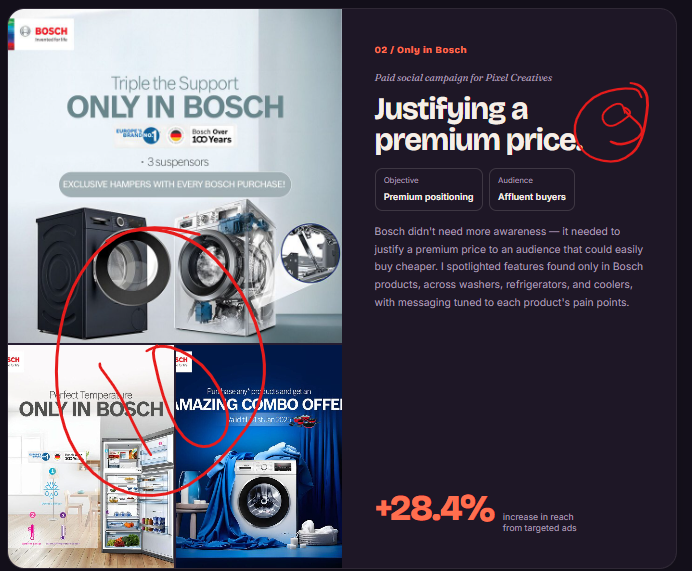 BOSCH
Invented for life
Triple the Support
ONLY IN BOSCH
EUROPE'S
BRAND NO.1
Bosch Over
100 Years
• 3 suspensors
EXCLUSIVE HAMPERS WITH EVERY BOSCH PURCHASE!
Perfect Temperature
ONLY IN BOSCH
Purchase any* products and get an
AMAZING COMBO OFFE
02 / Only in Bosch
Paid social campaign for Pixel Creatives
Justifying a
premium price.
9
Objective
Premium positioning
Audience
Affluent buyers
Bosch didn't need more awareness — it needed to
justify a premium price to an audience that could easily
buy cheaper. I spotlighted features found only in Bosch
products, across washers, refrigerators, and coolers,
with messaging tuned to each product's pain points.
+28.4%
increase in reach
from targeted ads